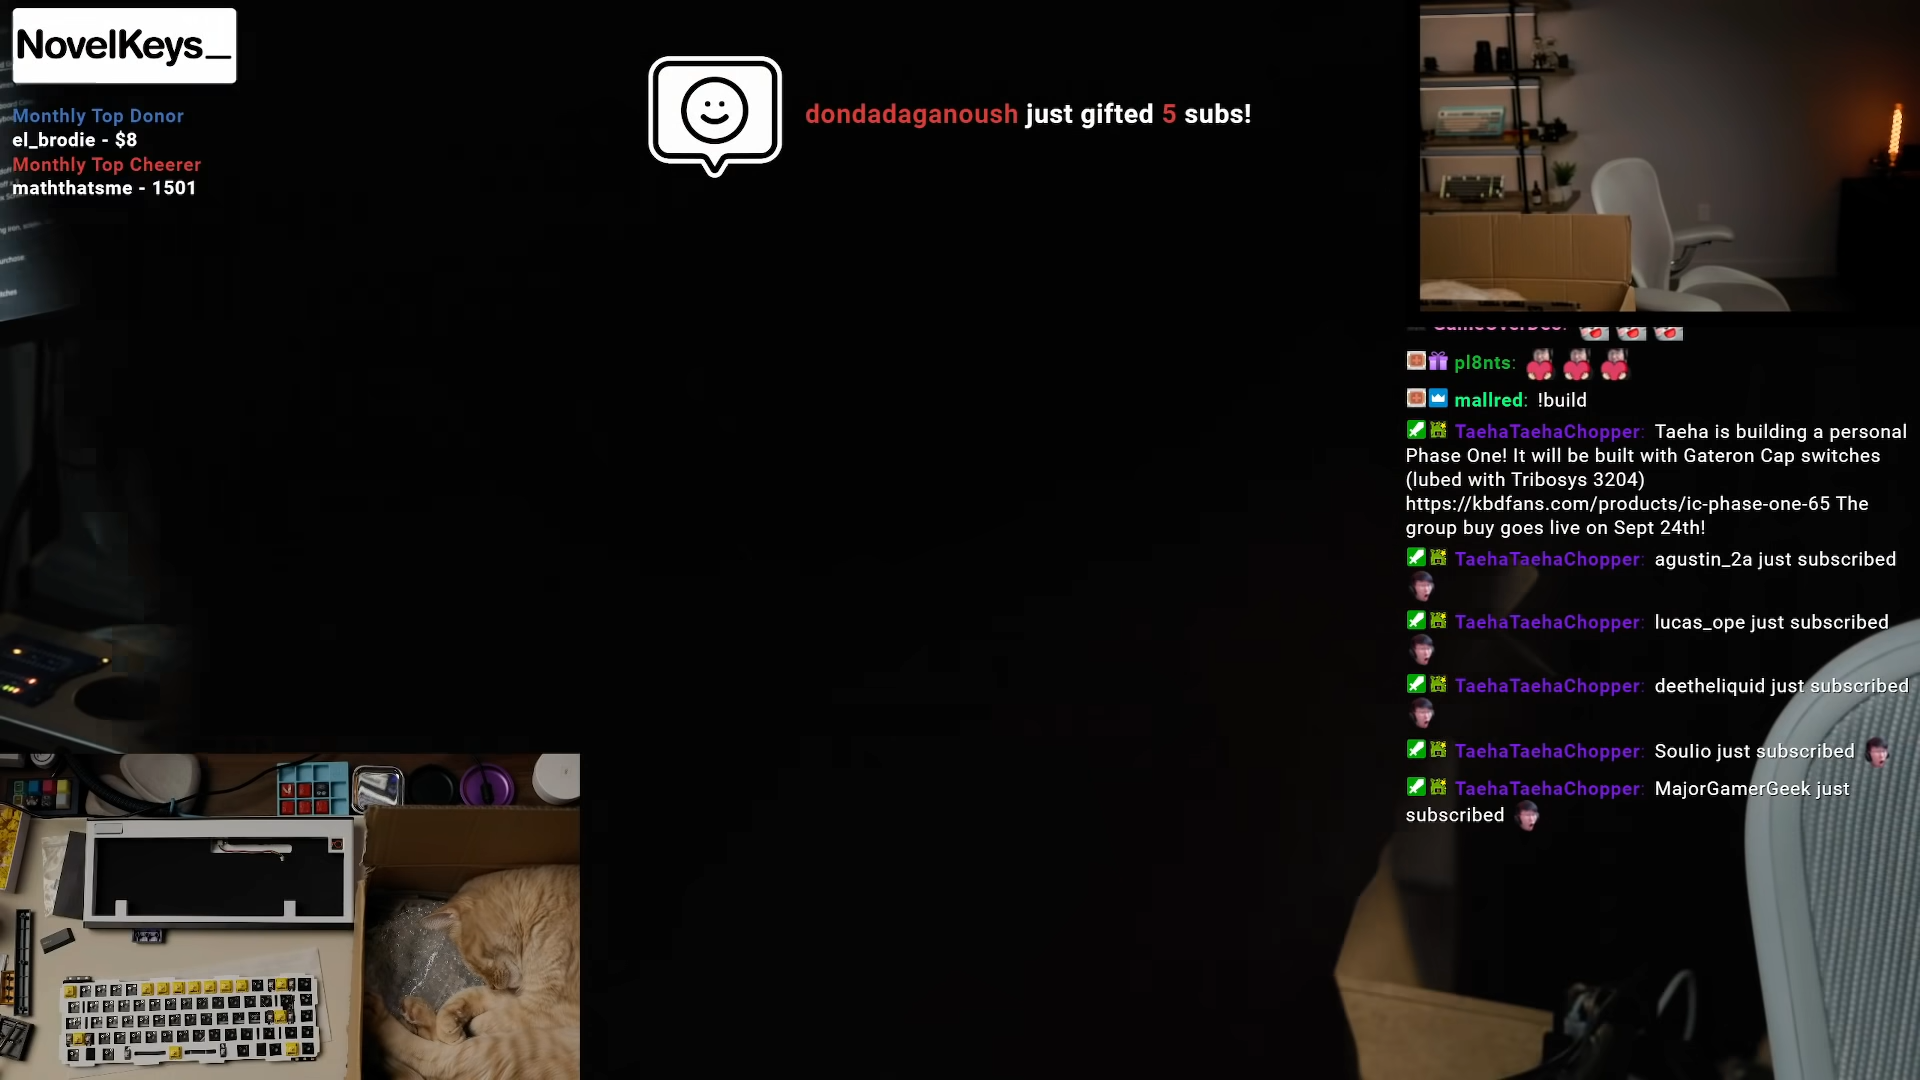 NovelKeys_
Monthly Top Donor
el_brodie - $8
Monthly Top Cheerer
maththatsme - 1501
dondadaganoush just gifted 5 subs!
pl8nts:
mallred: !build
TaehaTaehaChopper: Taeha is building a personal
Phase One! It will be built with Gateron Cap switches
(lubed with Tribosys 3204)
https://kbdfans.com/products/ic-phase-one-65 The
group buy goes live on Sept 24th!
TaehaTaehaChopper: agustin_2a just subscribed
TaehaTaehaChopper: lucas_ope just subscribed
TaehaTaehaChopper: deetheliquid just subscribed
TaehaTaehaChopper: Soulio just subscribed
TaehaTaehaChopper: MajorGamerGeek just
subscribed